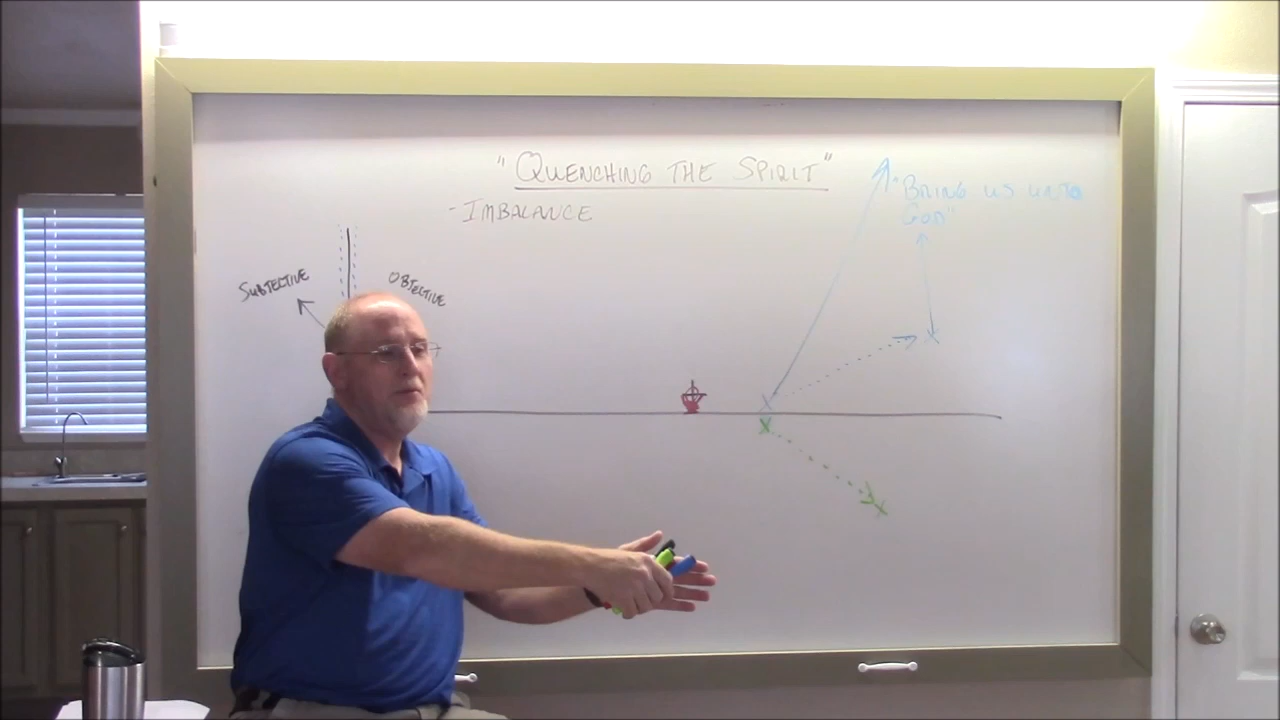 "QUENCHING THE SPIRIT"
- IMBALANCE
"BRING US UNTO
GOD"
SUBJECTIVE
OBJECTIVE